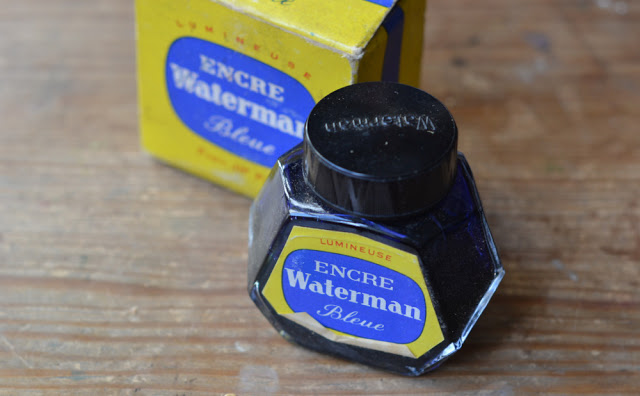 LUMINEUSE
ENCRE
Waterman
Bleue
Waterman
LUMINEUSE
ENCRE
Waterman
Bleue